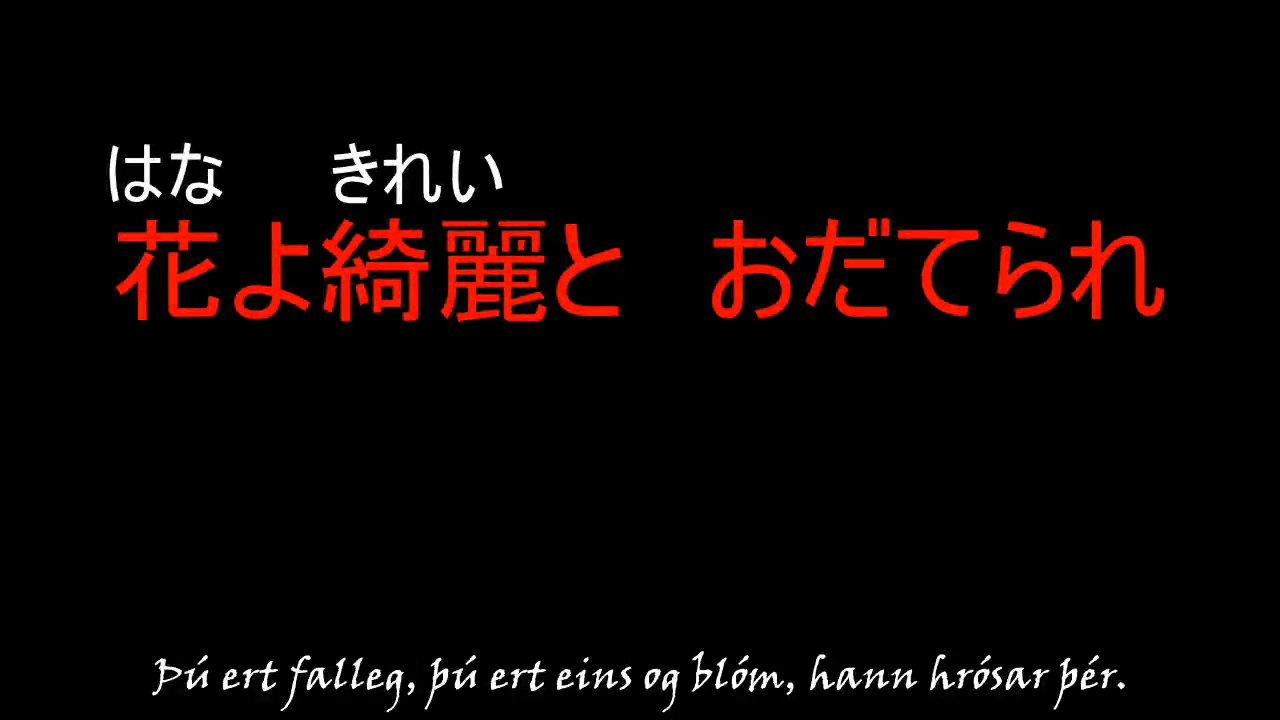 はな きれい
花よ綺麗と おだてられ
Þú ert falleg, þú ert eins og blóm, hann hrósar þér.